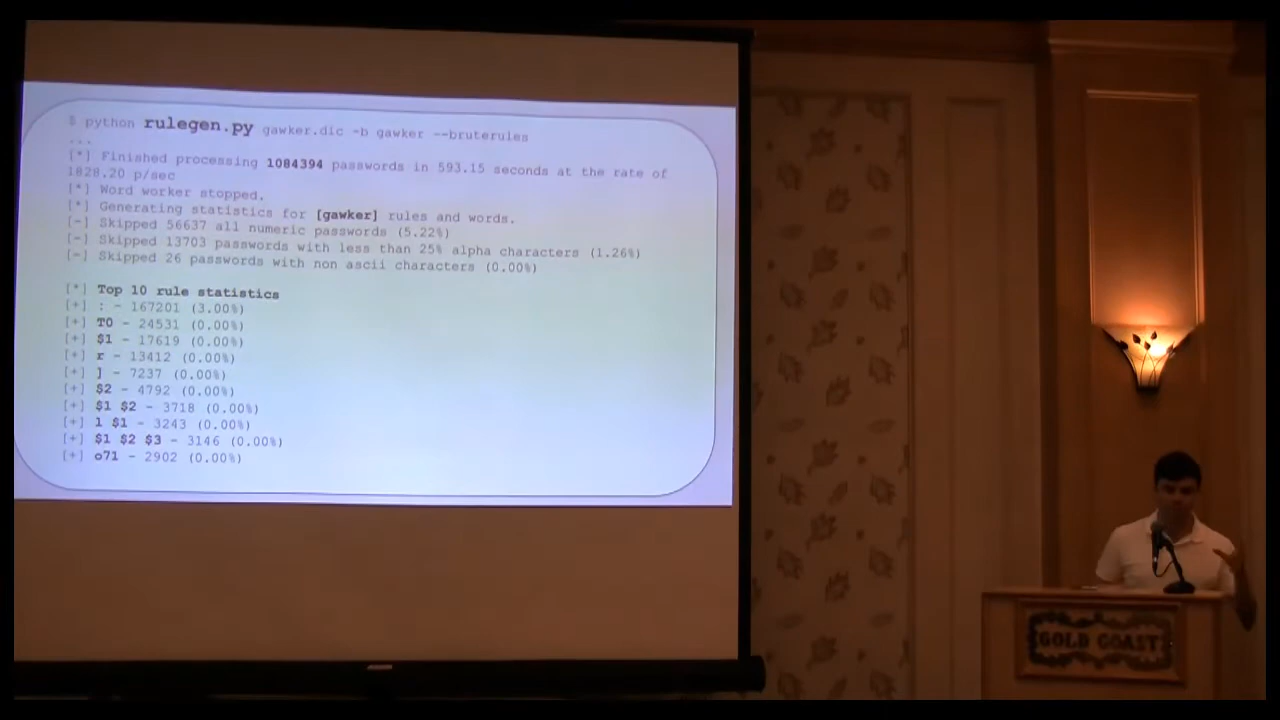 $ python rulegen.py gawker.dic -b gawker --bruterules
...
[*] Finished processing 1084394 passwords in 593.15 seconds at the rate of
1828.20 p/sec
[*] Word worker stopped.
[*] Generating statistics for [gawker] rules and words.
[-] Skipped 56637 all numeric passwords (5.22%)
[-] Skipped 13703 passwords with less than 25% alpha characters (1.26%)
[-] Skipped 26 passwords with non ascii characters (0.00%)
[*] Top 10 rule statistics
[+] : - 167201 (3.00%)
[+] T0 - 24531 (0.00%)
[+] $1 - 17619 (0.00%)
[+] r - 13412 (0.00%)
[+] ] - 7237 (0.00%)
[+] $2 - 4792 (0.00%)
[+] $1 $2 - 3718 (0.00%)
[+] l $1 - 3243 (0.00%)
[+] $1 $2 $3 - 3146 (0.00%)
[+] o71 - 2902 (0.00%)
GOLD COAST